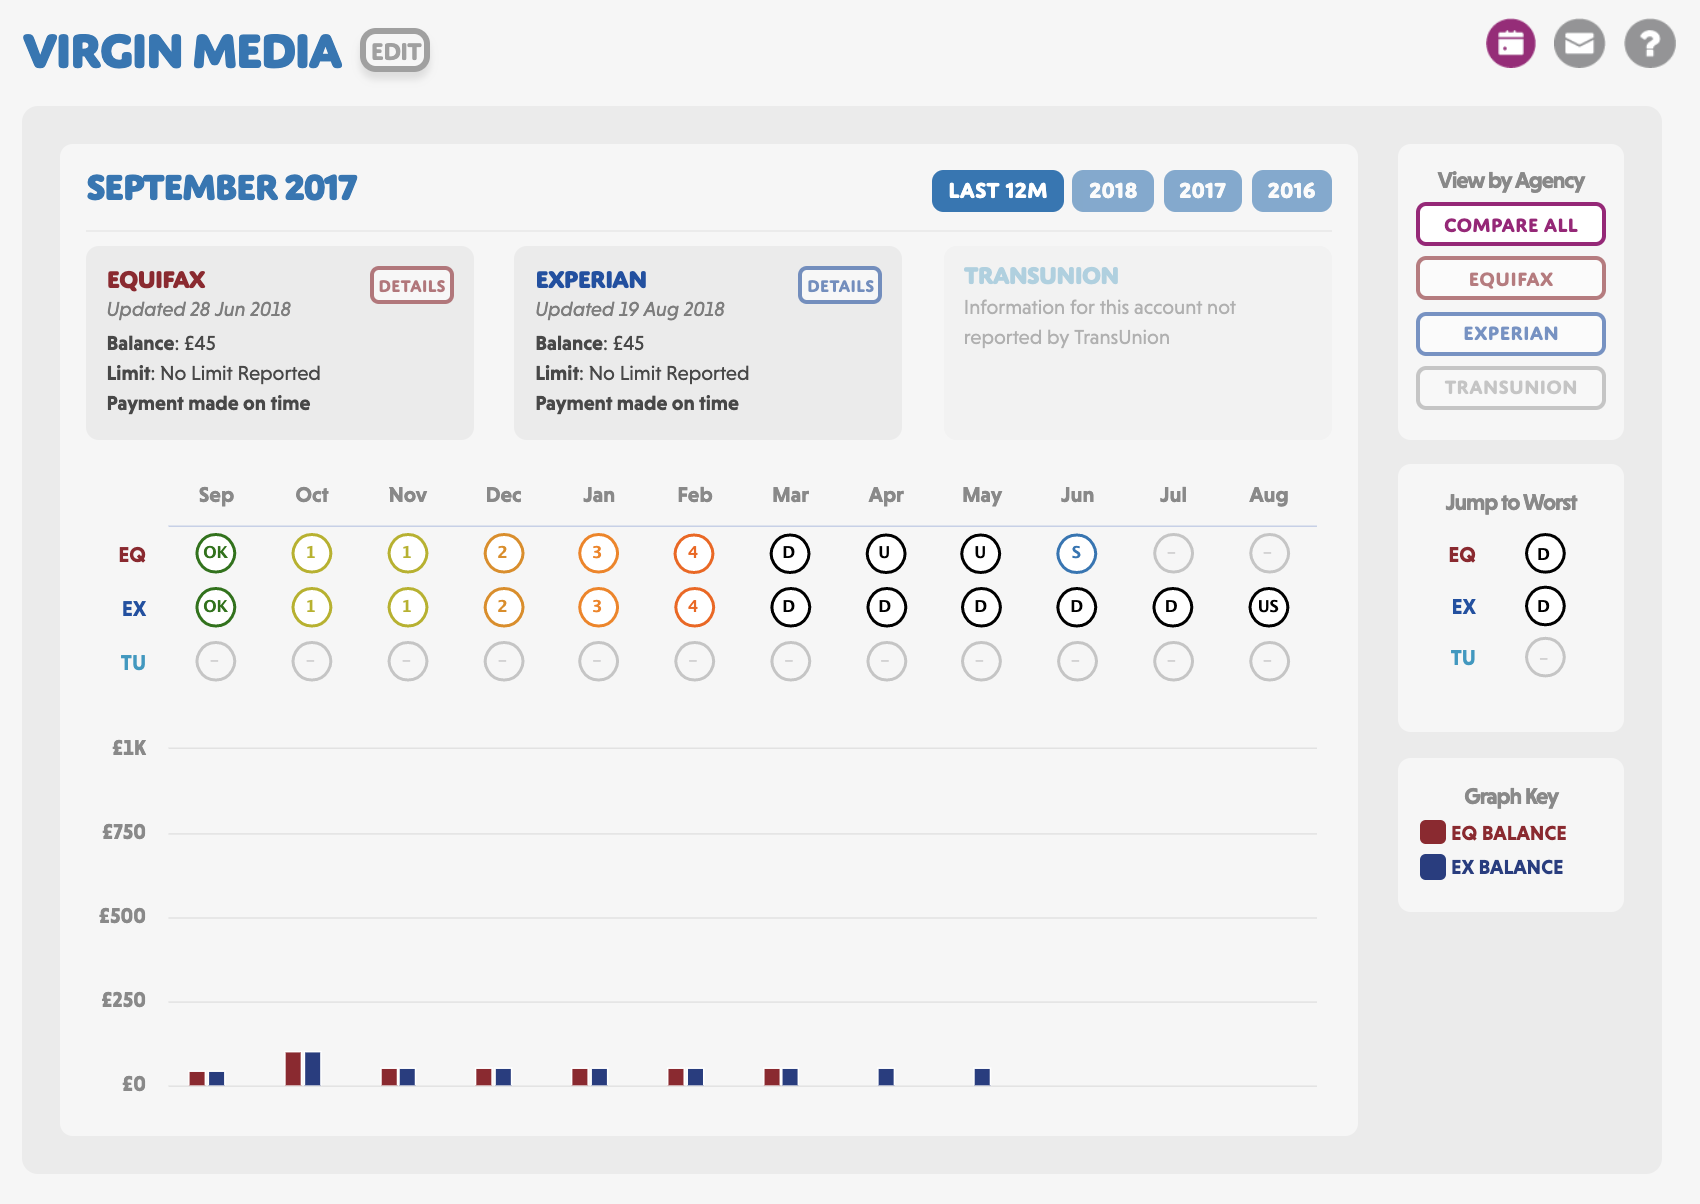 VIRGIN MEDIA EDIT
?
SEPTEMBER 2017
LAST 12M 2018 2017 2016
EQUIFAX DETAILS
Updated 28 Jun 2018
Balance: £45
Limit: No Limit Reported
Payment made on time
EXPERIAN DETAILS
Updated 19 Aug 2018
Balance: £45
Limit: No Limit Reported
Payment made on time
TRANSUNION
Information for this account not
reported by TransUnion
Sep Oct Nov Dec Jan Feb Mar Apr May Jun Jul Aug
EQ OK 1 1 2 3 4 D U U S - -
EX OK 1 1 2 3 4 D D D D D US
TU - - - - - - - - - - - -
£1K
£750
£500
£250
£0
View by Agency
COMPARE ALL
EQUIFAX
EXPERIAN
TRANSUNION
Jump to Worst
EQ D
EX D
TU -
Graph Key
EQ BALANCE
EX BALANCE